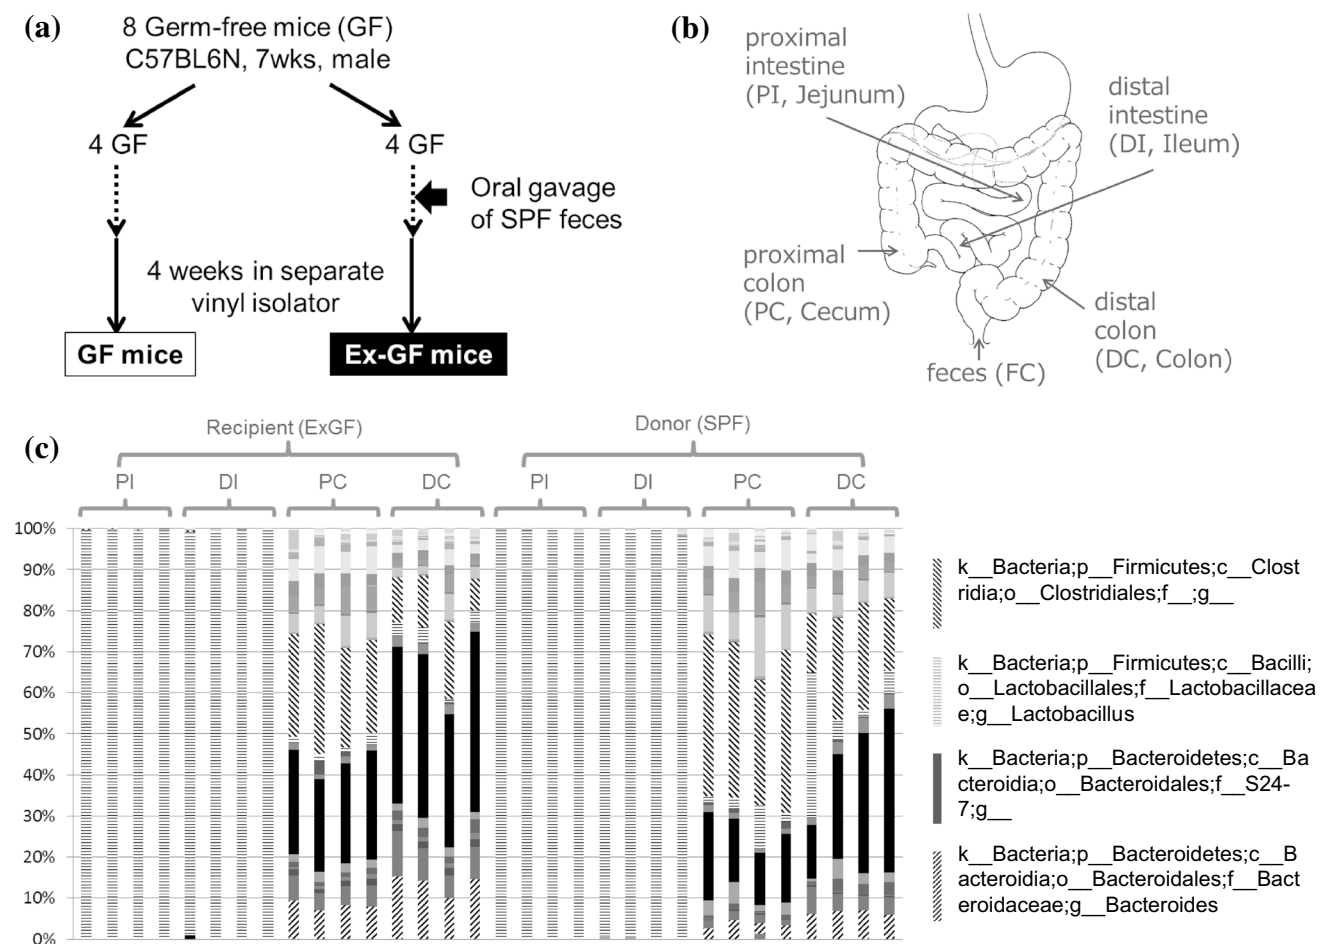 (a)
8 Germ-free mice (GF)
C57BL6N, 7wks, male
4 GF
4 GF
Oral gavage
of SPF feces
4 weeks in separate
vinyl isolator
GF mice
Ex-GF mice
(b)
proximal
intestine
(PI, Jejunum)
distal
intestine
(DI, Ileum)
proximal
colon
(PC, Cecum)
distal
colon
(DC, Colon)
feces (FC)
(c)
Recipient (ExGF)
Donor (SPF)
PI
DI
PC
DC
PI
DI
PC
DC
100%
90%
80%
70%
60%
50%
40%
30%
20%
10%
0%
k__Bacteria;p__Firmicutes;c__Clost
ridia;o__Clostridiales;f__;g__
k__Bacteria;p__Firmicutes;c__Bacilli;
o__Lactobacillales;f__Lactobacillacea
e;g__Lactobacillus
k__Bacteria;p__Bacteroidetes;c__Ba
cteroidia;o__Bacteroidales;f__S24-
7;g__
k__Bacteria;p__Bacteroidetes;c__B
acteroidia;o__Bacteroidales;f__Bact
eroidaceae;g__Bacteroides